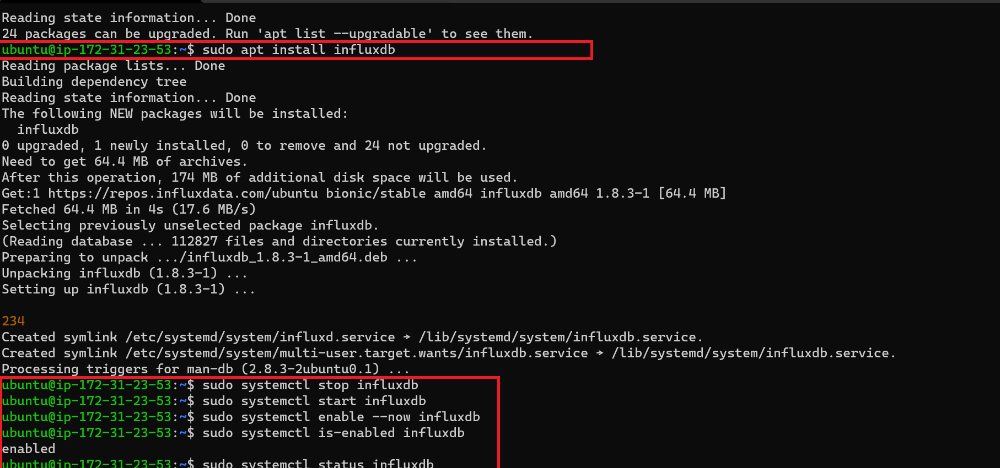 Reading state information... Done
24 packages can be upgraded. Run 'apt list --upgradable' to see them.
ubuntu@ip-172-31-23-53:~$ sudo apt install influxdb
Reading package lists... Done
Building dependency tree
Reading state information... Done
The following NEW packages will be installed:
  influxdb
0 upgraded, 1 newly installed, 0 to remove and 24 not upgraded.
Need to get 64.4 MB of archives.
After this operation, 174 MB of additional disk space will be used.
Get:1 https://repos.influxdata.com/ubuntu bionic/stable amd64 influxdb amd64 1.8.3-1 [64.4 MB]
Fetched 64.4 MB in 4s (17.6 MB/s)
Selecting previously unselected package influxdb.
(Reading database ... 112827 files and directories currently installed.)
Preparing to unpack .../influxdb_1.8.3-1_amd64.deb ...
Unpacking influxdb (1.8.3-1) ...
Setting up influxdb (1.8.3-1) ...
234
Created symlink /etc/systemd/system/influxd.service → /lib/systemd/system/influxdb.service.
Created symlink /etc/systemd/system/multi-user.target.wants/influxdb.service → /lib/systemd/system/influxdb.service.
Processing triggers for man-db (2.8.3-2ubuntu0.1) ...
ubuntu@ip-172-31-23-53:~$ sudo systemctl stop influxdb
ubuntu@ip-172-31-23-53:~$ sudo systemctl start influxdb
ubuntu@ip-172-31-23-53:~$ sudo systemctl enable --now influxdb
ubuntu@ip-172-31-23-53:~$ sudo systemctl is-enabled influxdb
enabled
ubuntu@ip-172-31-23-53:~$ sudo systemctl status influxdb